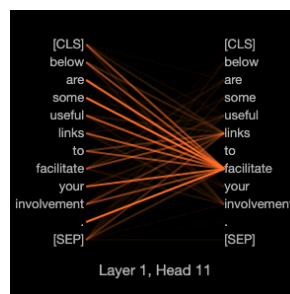 [CLS] [CLS]
below below
are are
some some
useful useful
links links
to to
facilitate facilitate
your your
involvement involvement
. .
[SEP] [SEP]
Layer 1, Head 11